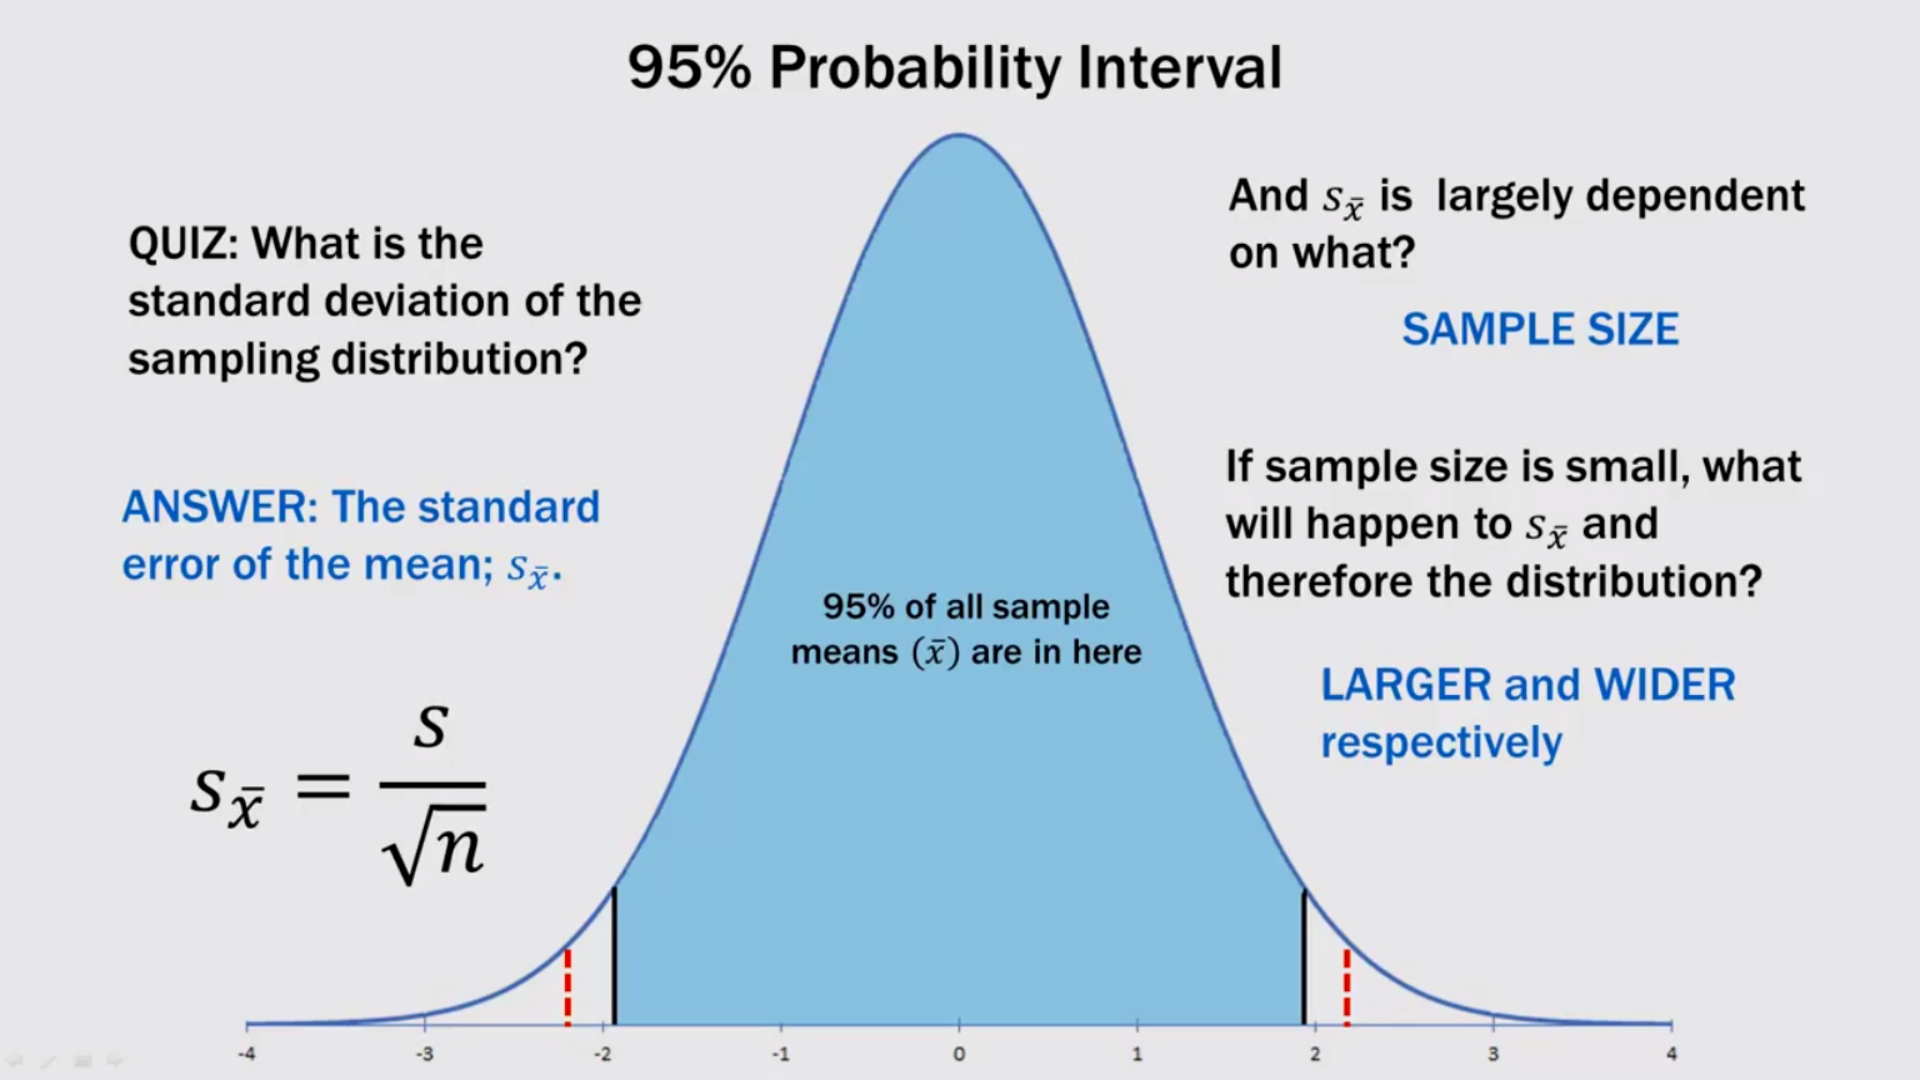 95% Probability Interval
QUIZ: What is the
standard deviation of the
sampling distribution?
ANSWER: The standard
error of the mean; s_x̄.
s_x̄ = s/√n
95% of all sample
means (x̄) are in here
And s_x̄ is largely dependent
on what?
SAMPLE SIZE
If sample size is small, what
will happen to s_x̄ and
therefore the distribution?
LARGER and WIDER
respectively
-4 -3 -2 -1 0 1 2 3 4